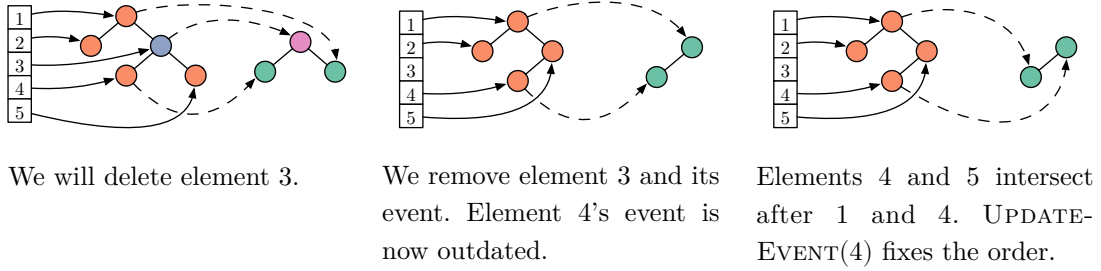 1
2
3
4
5
1
2
3
4
5
1
2
3
4
5
We will delete element 3.
We remove element 3 and its
event. Element 4's event is
now outdated.
Elements 4 and 5 intersect
after 1 and 4. UPDATE-
EVENT(4) fixes the order.